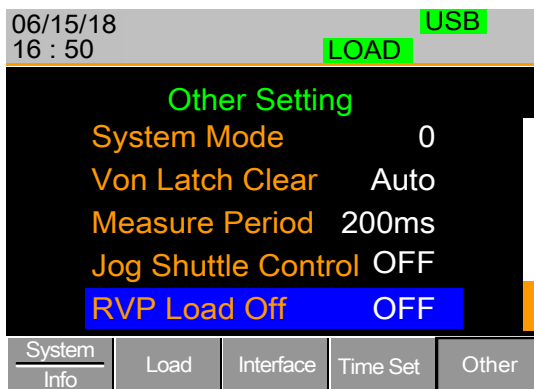 06/15/18 USB
16 : 50 LOAD
Other Setting
System Mode 0
Von Latch Clear Auto
Measure Period 200ms
Jog Shuttle Control OFF
RVP Load Off OFF
System Info Load Interface Time Set Other